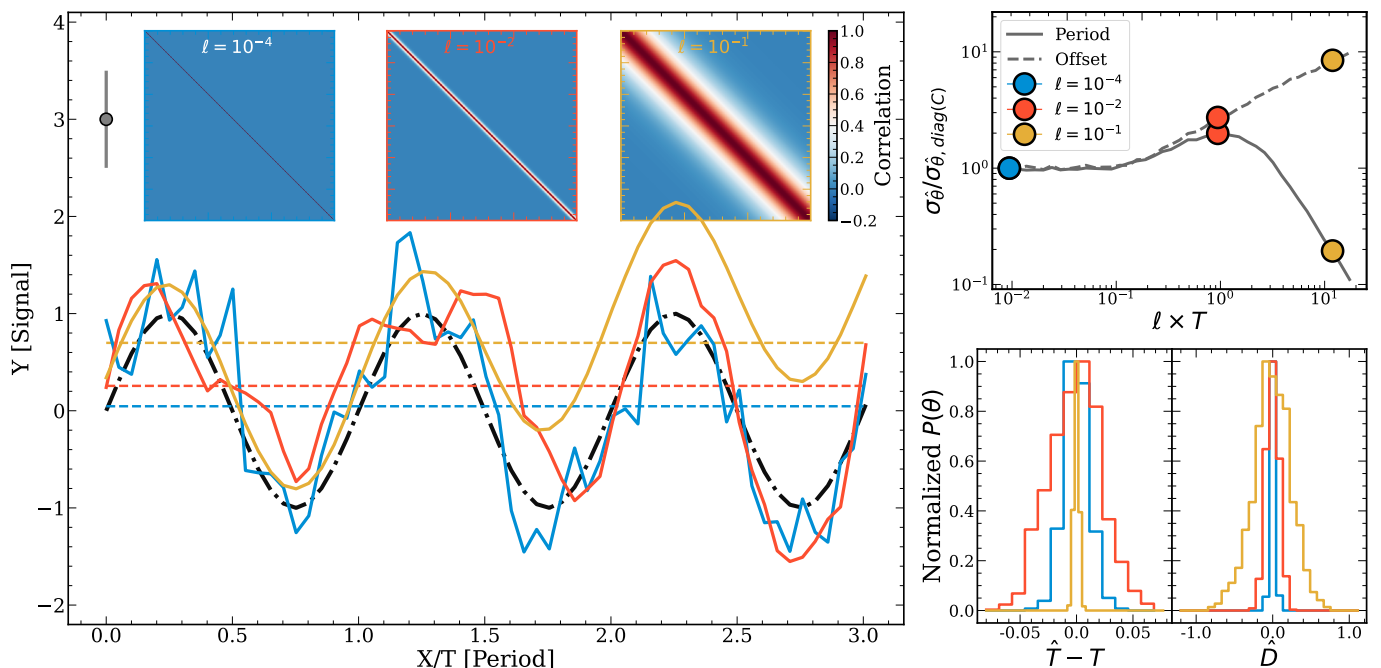 4
3
2
1
0
−1
−2
Y [Signal]
0.0 0.5 1.0 1.5 2.0 2.5 3.0
X/T [Period]
ℓ = 10⁻⁴
ℓ = 10⁻²
ℓ = 10⁻¹
1.0
0.8
0.6
0.4
0.2
0.0
−0.2
Correlation
10¹
10⁰
10⁻¹
σ_θ̂/σ_θ̂,diag(C)
Period
Offset
ℓ = 10⁻⁴
ℓ = 10⁻²
ℓ = 10⁻¹
10⁻² 10⁻¹ 10⁰ 10¹
ℓ × T
1.0
0.8
0.6
0.4
0.2
0.0
Normalized P(θ)
-0.05 0.0 0.05
T̂ − T
-1.0 0.0 1.0
D̂